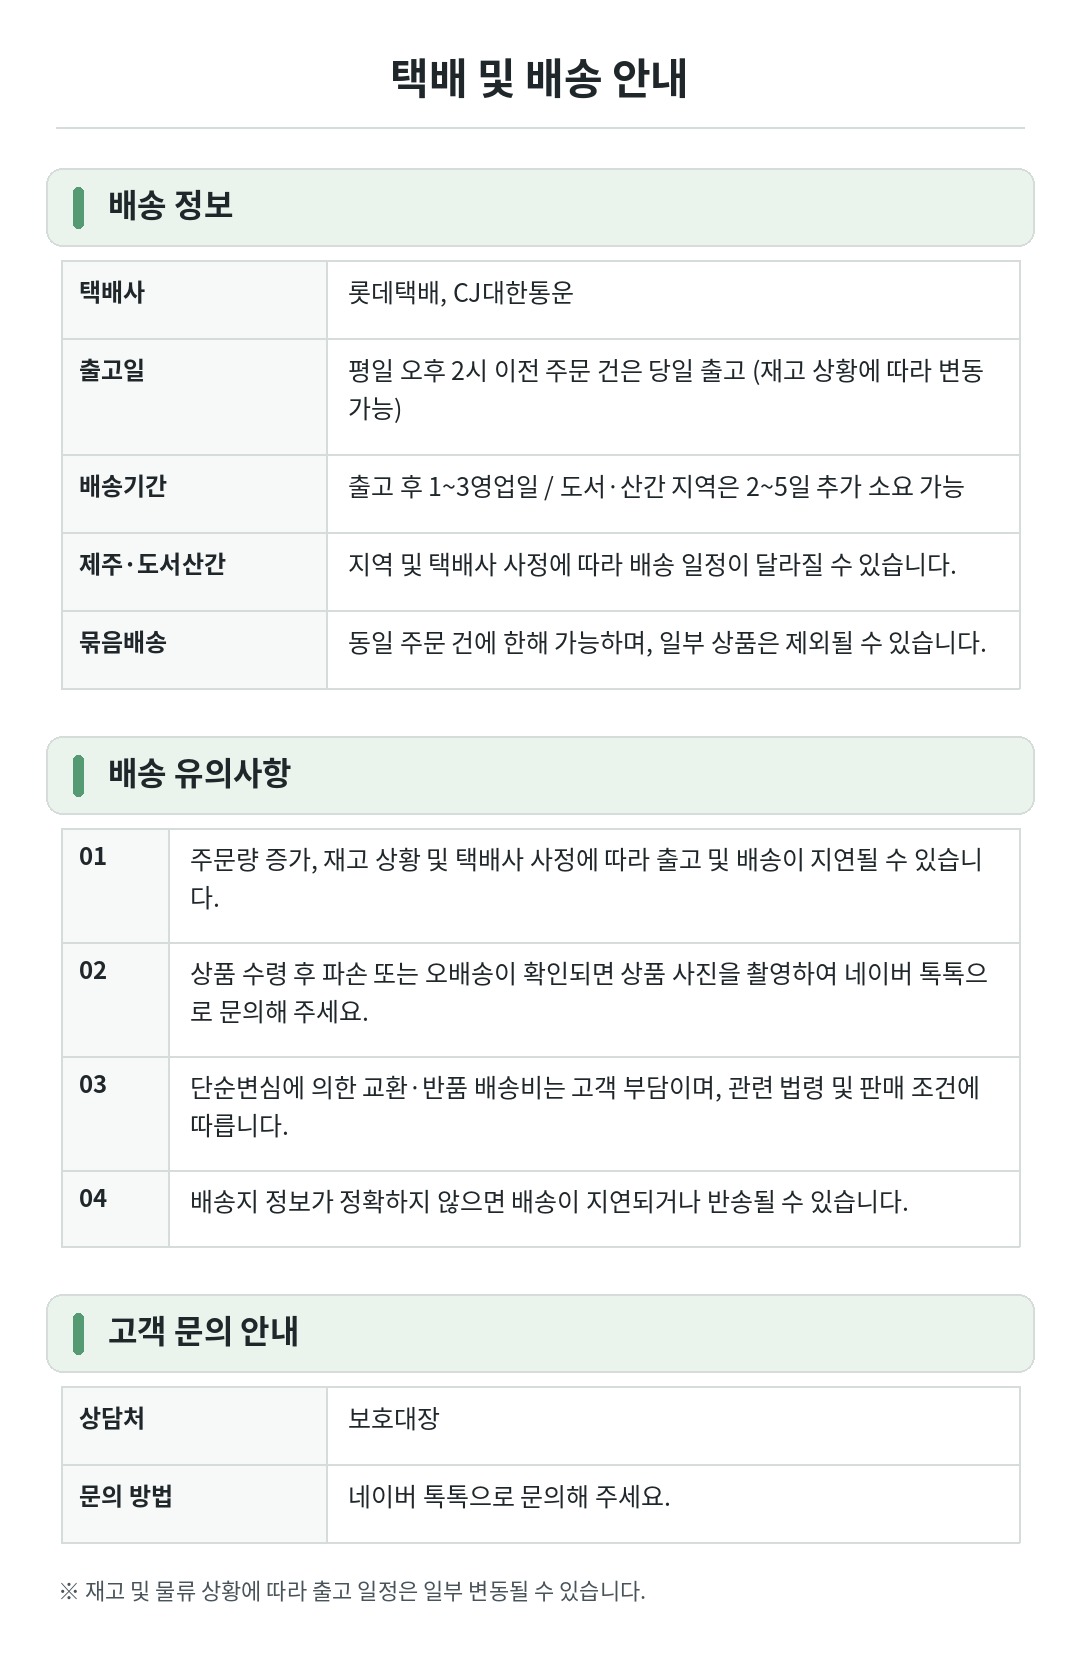 택배 및 배송 안내
배송 정보
택배사
롯데택배, CJ대한통운
출고일
평일 오후 2시 이전 주문 건은 당일 출고 (재고 상황에 따라 변동
가능)
배송기간
출고 후 1~3영업일 / 도서·산간 지역은 2~5일 추가 소요 가능
제주·도서산간
지역 및 택배사 사정에 따라 배송 일정이 달라질 수 있습니다.
묶음배송
동일 주문 건에 한해 가능하며, 일부 상품은 제외될 수 있습니다.
배송 유의사항
01
주문량 증가, 재고 상황 및 택배사 사정에 따라 출고 및 배송이 지연될 수 있습니
다.
02
상품 수령 후 파손 또는 오배송이 확인되면 상품 사진을 촬영하여 네이버 톡톡으
로 문의해 주세요.
03
단순변심에 의한 교환·반품 배송비는 고객 부담이며, 관련 법령 및 판매 조건에
따릅니다.
04
배송지 정보가 정확하지 않으면 배송이 지연되거나 반송될 수 있습니다.
고객 문의 안내
상담처
보호대장
문의 방법
네이버 톡톡으로 문의해 주세요.
※ 재고 및 물류 상황에 따라 출고 일정은 일부 변동될 수 있습니다.